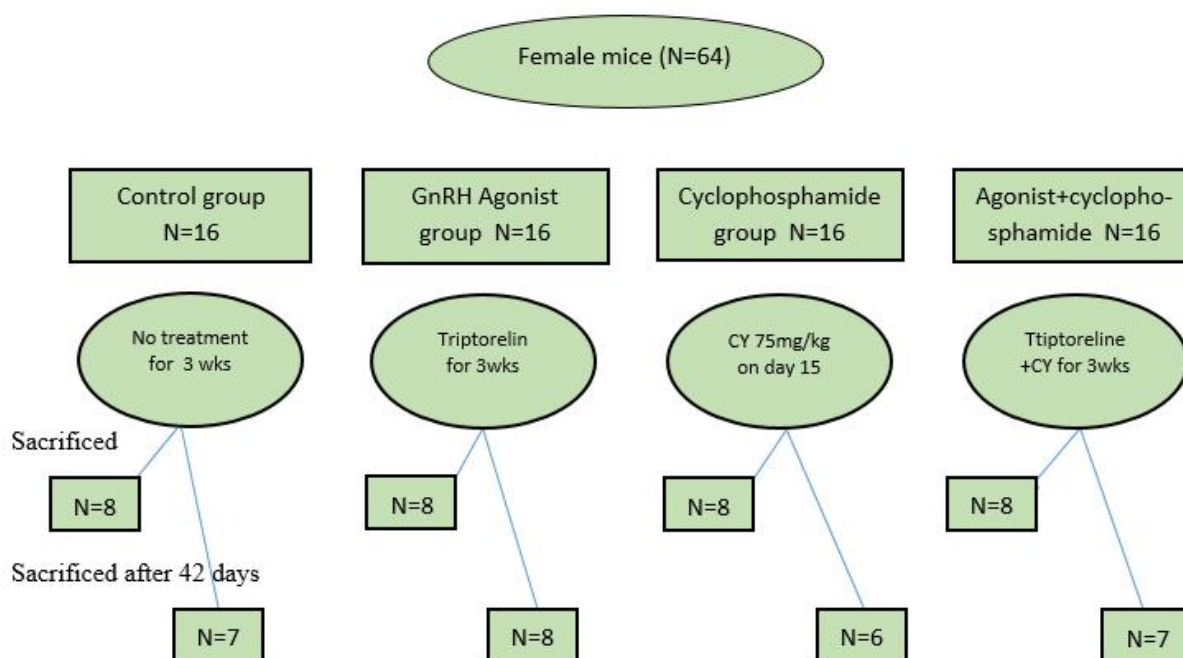 Female mice (N=64)
Control group
N=16
GnRH Agonist
group N=16
Cyclophosphamide
group N=16
Agonist+cyclopho-
sphamide N=16
No treatment
for 3 wks
Triptorelin
for 3wks
CY 75mg/kg
on day 15
Ttiptoreline
+CY for 3wks
Sacrificed
N=8
N=8
N=8
N=8
Sacrificed after 42 days
N=7
N=8
N=6
N=7